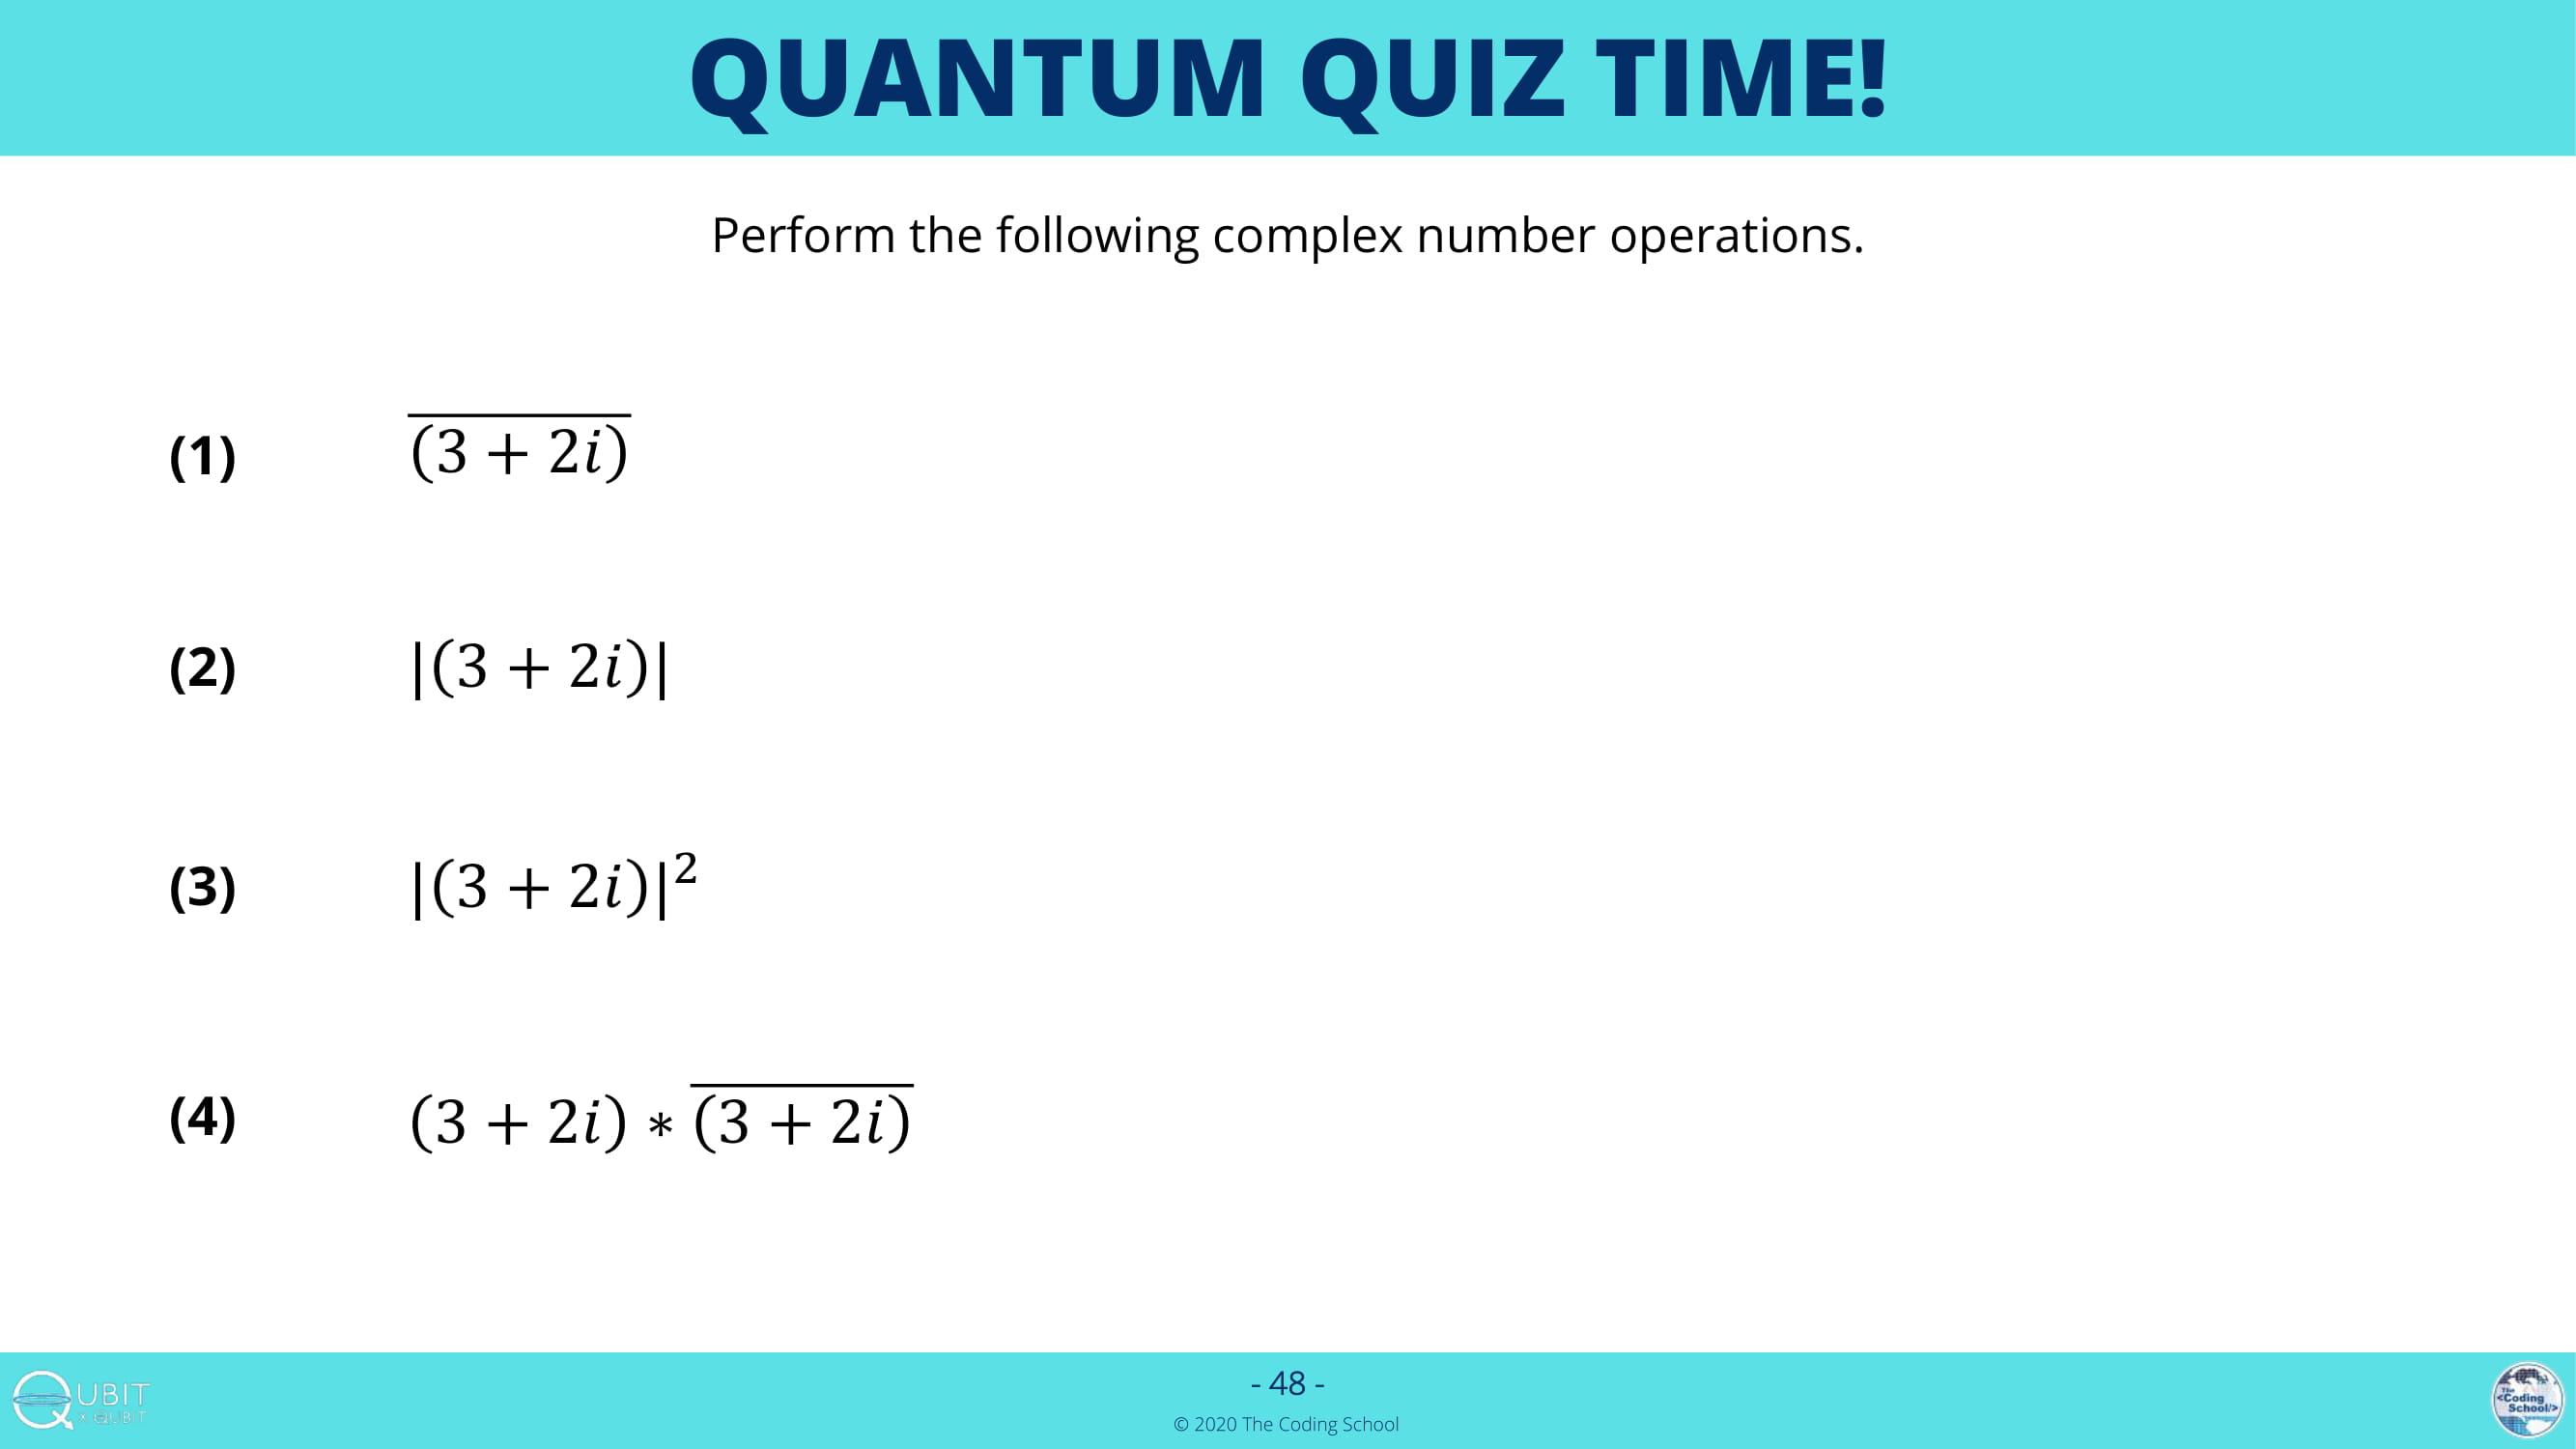 QUANTUM QUIZ TIME!
Perform the following complex number operations.
(1) \overline{(3 + 2i)}
(2) |(3 + 2i)|
(3) |(3 + 2i)|²
(4) (3 + 2i) * \overline{(3 + 2i)}
- 48 -
© 2020 The Coding School
QUBIT
X QUBIT
The
<Coding
School/>